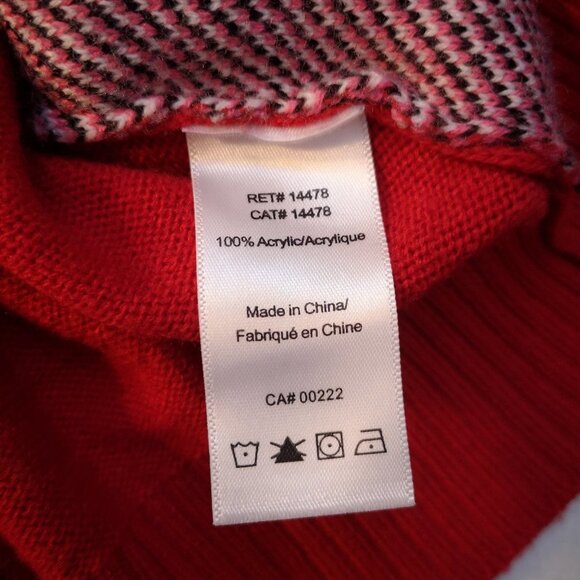 RET# 14478
CAT# 14478
100% Acrylic/Acrylique
Made in China/
Fabriqué en Chine
CA# 00222